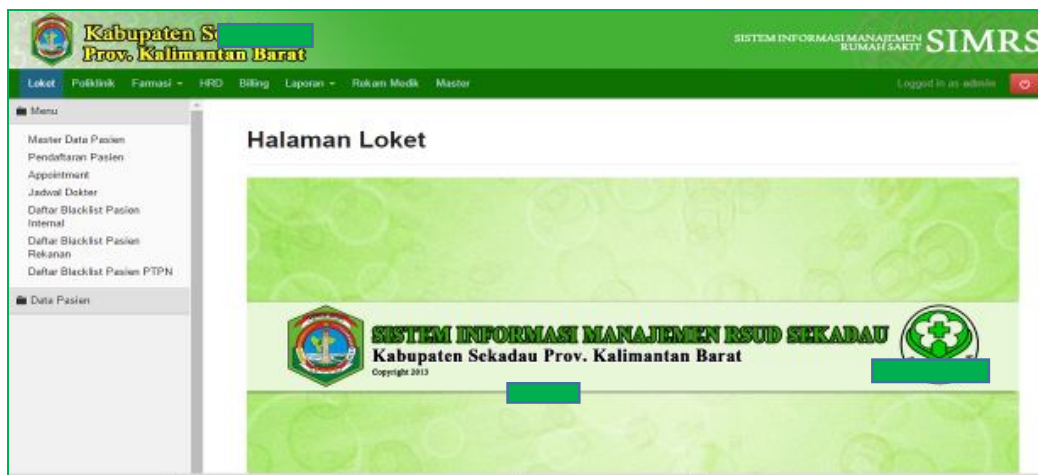 Kabupaten S
Prov. Kalimantan Barat
SISTEM INFORMASI MANAJEMEN
RUMAH SAKIT SIMRS
Loket Poliklinik Farmasi HRD Billing Laporan Rekam Medik Master Logged in as admin
Menu
Master Data Pasien
Pendaftaran Pasien
Appointment
Jadwal Dokter
Daftar Blacklist Pasien
Internal
Daftar Blacklist Pasien
Rekanan
Daftar Blacklist Pasien PTPN
Data Pasien
Halaman Loket
SISTEM INFORMASI MANAJEMEN RSUD SEKADAU
Kabupaten Sekadau Prov. Kalimantan Barat
Copyright 2013